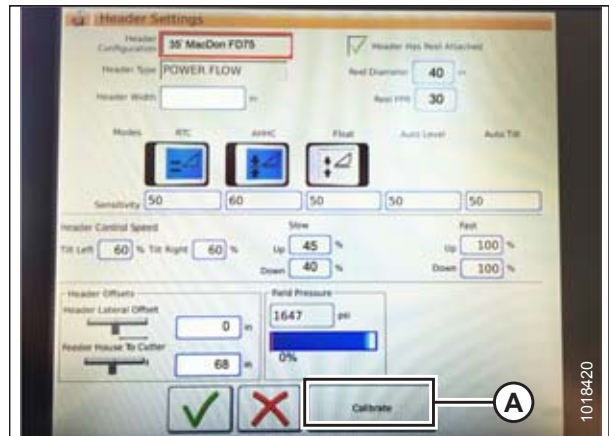 Header Settings
Header Configuration
35' MacDon FD75
Header Has Reel Attached
Header Type
POWER FLOW
Reel Diameter
40
in
Header Width
in
Reel PPR
30
Modes
RTC
AHHC
Float
Auto Level
Auto Tilt
Sensitivity
50
60
50
50
50
Header Control Speed
Slow
Fast
Tilt Left
60
%
Tilt Right
60
%
Up
45
%
Up
100
%
Down
40
%
Down
100
%
Header Offsets
Header Lateral Offset
0
in
Feeder House To Cutter
68
in
Field Pressure
1647
psi
0%
Calibrate
A
1018420